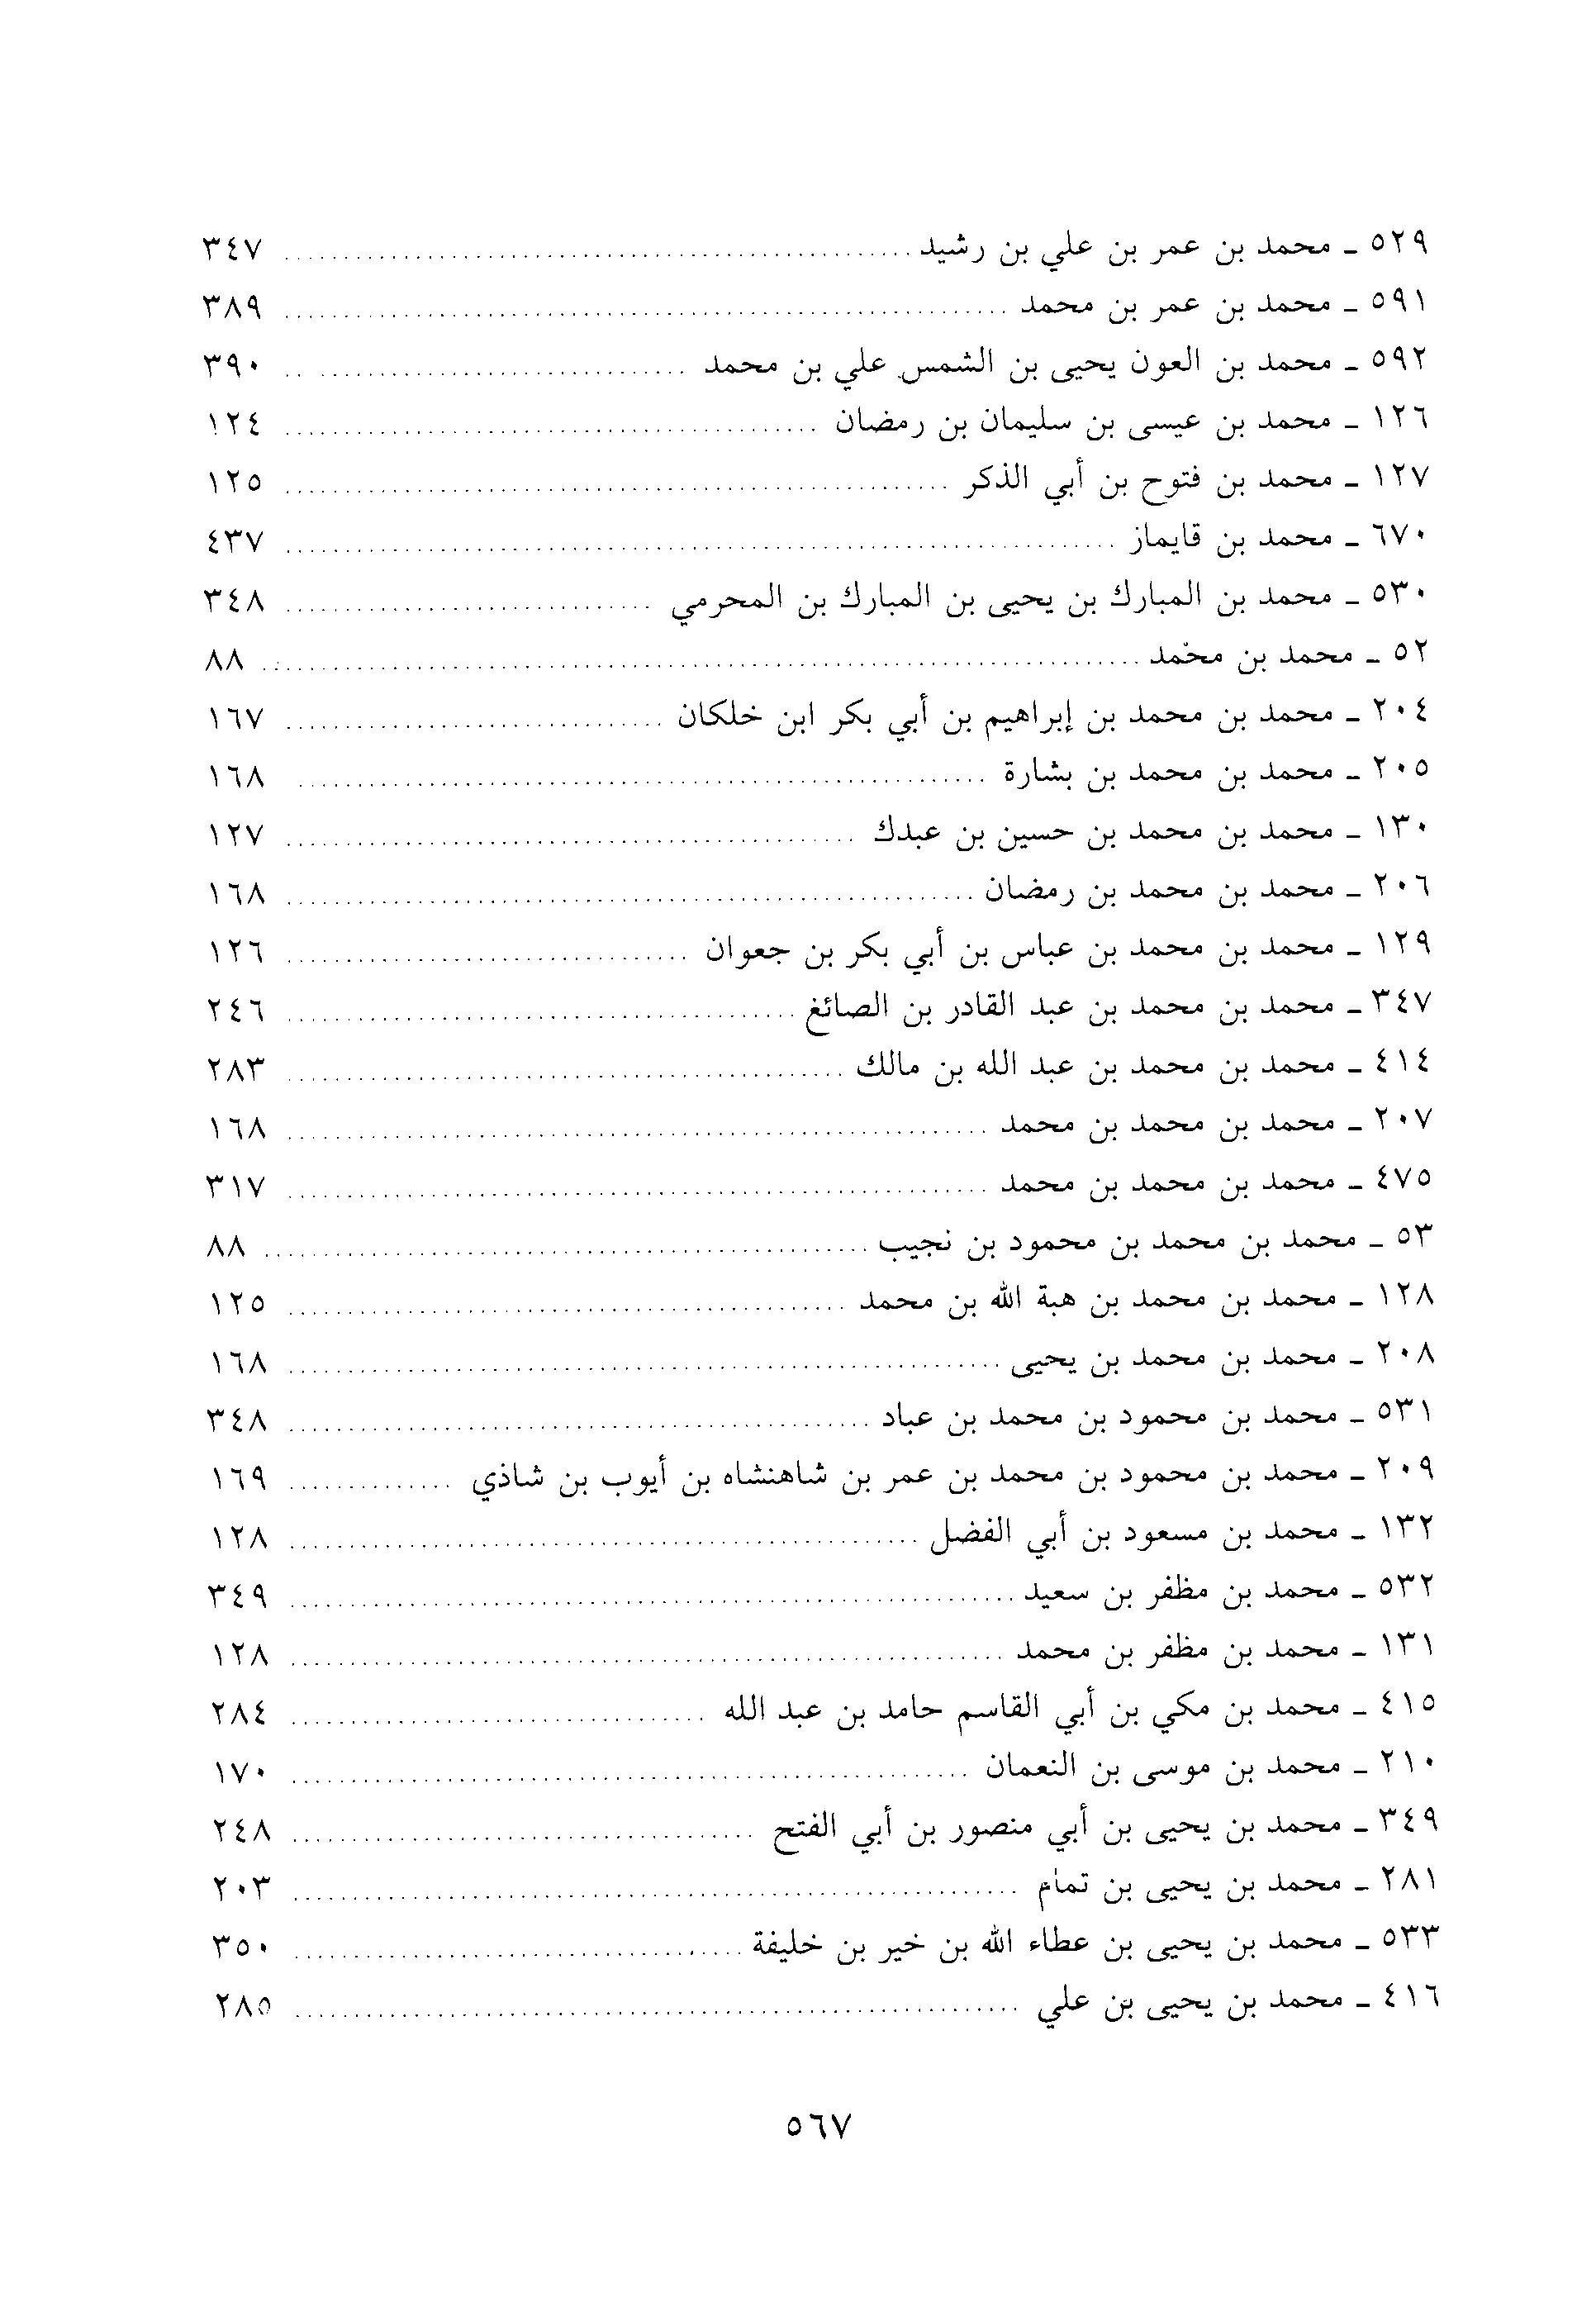 ٥٢٩ ـ محمد بن عمر بن علي بن رشيد ........ ٣٤٧
٥٩١ ـ محمد بن عمر بن محمد ........ ٣٨٩
٥٩٢ ـ محمد بن العون يحيى بن الشمس علي بن محمد ........ ٣٩٠
١٢٦ ـ محمد بن عيسى بن سليمان بن رمضان ........ ١٢٤
١٢٧ ـ محمد بن فتوح بن أبي الذكر ........ ١٢٥
٦٧٠ ـ محمد بن قايماز ........ ٤٣٧
٥٣٠ ـ محمد بن المبارك بن يحيى بن المبارك بن المحرمي ........ ٣٤٨
٥٢ ـ محمد بن محمد ........ ٨٨
٢٠٤ ـ محمد بن محمد بن إبراهيم بن أبي بكر ابن خلكان ........ ١٦٧
٢٠٥ ـ محمد بن محمد بن بشارة ........ ١٦٨
١٣٠ ـ محمد بن محمد بن حسين بن عبدك ........ ١٢٧
٢٠٦ ـ محمد بن محمد بن رمضان ........ ١٦٨
١٢٩ ـ محمد بن محمد بن عباس بن أبي بكر بن جعوان ........ ١٢٦
٣٤٧ ـ محمد بن محمد بن عبد القادر بن الصائغ ........ ٢٤٦
٤١٤ ـ محمد بن محمد بن عبد الله بن مالك ........ ٢٨٣
٢٠٧ ـ محمد بن محمد بن محمد ........ ١٦٨
٤٧٥ ـ محمد بن محمد بن محمد ........ ٣١٧
٥٣ ـ محمد بن محمد بن محمود بن نجيب ........ ٨٨
١٢٨ ـ محمد بن محمد بن هبة الله بن محمد ........ ١٢٥
٢٠٨ ـ محمد بن محمد بن يحيى ........ ١٦٨
٥٣١ ـ محمد بن محمود بن محمد بن عباد ........ ٣٤٨
٢٠٩ ـ محمد بن محمود بن محمد بن عمر بن شاهنشاه بن أيوب بن شاذي ........ ١٦٩
١٣٢ ـ محمد بن مسعود بن أبي الفضل ........ ١٢٨
٥٣٢ ـ محمد بن مظفر بن سعيد ........ ٣٤٩
١٣١ ـ محمد بن مظفر بن محمد ........ ١٢٨
٤١٥ ـ محمد بن مكي بن أبي القاسم حامد بن عبد الله ........ ٢٨٤
٢١٠ ـ محمد بن موسى بن النعمان ........ ١٧٠
٣٤٩ ـ محمد بن يحيى بن أبي منصور بن أبي الفتح ........ ٢٤٨
٢٨١ ـ محمد بن يحيى بن تمام ........ ٢٠٣
٥٣٣ ـ محمد بن يحيى بن عطاء الله بن خير بن خليفة ........ ٣٥٠
٤١٦ ـ محمد بن يحيى بن علي ........ ٢٨٥
٥٦٧